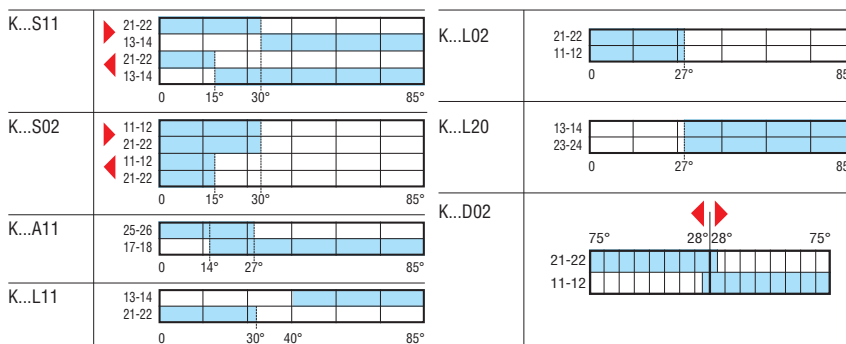 K...S11
21-22
13-14
21-22
13-14
0 15° 30° 85°
K...S02
11-12
21-22
11-12
21-22
0 15° 30° 85°
K...A11
25-26
17-18
0 14° 27° 85°
K...L11
13-14
21-22
0 30° 40° 85°
K...L02
21-22
11-12
0 27° 85
K...L20
13-14
23-24
0 27° 85
K...D02
75° 28° 28° 75°
21-22
11-12